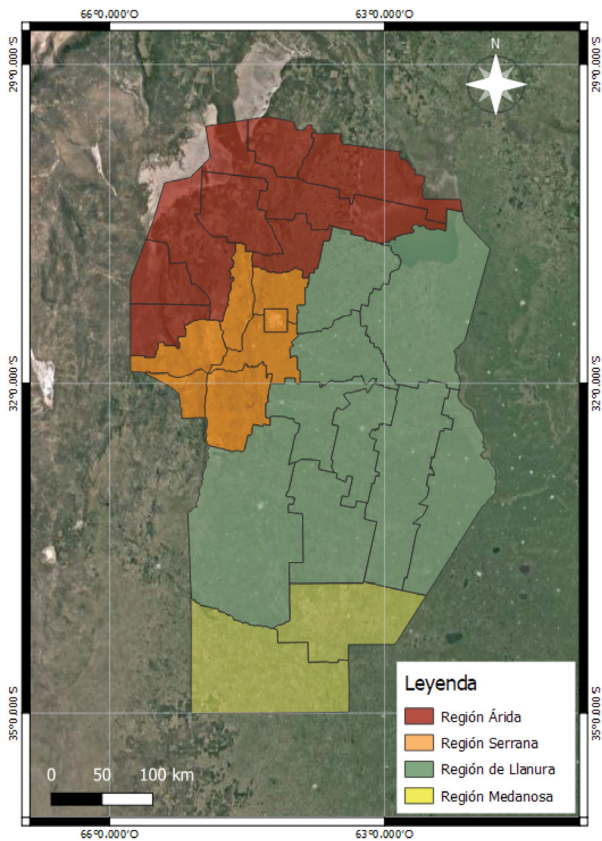 66°0.000'O 63°0.000'O
29°0.000'S 29°0.000'S
N
32°0.000'S 32°0.000'S
35°0.000'S 35°0.000'S
Leyenda
Región Árida
Región Serrana
Región de Llanura
Región Medanosa
0 50 100 km
66°0.000'O 63°0.000'O